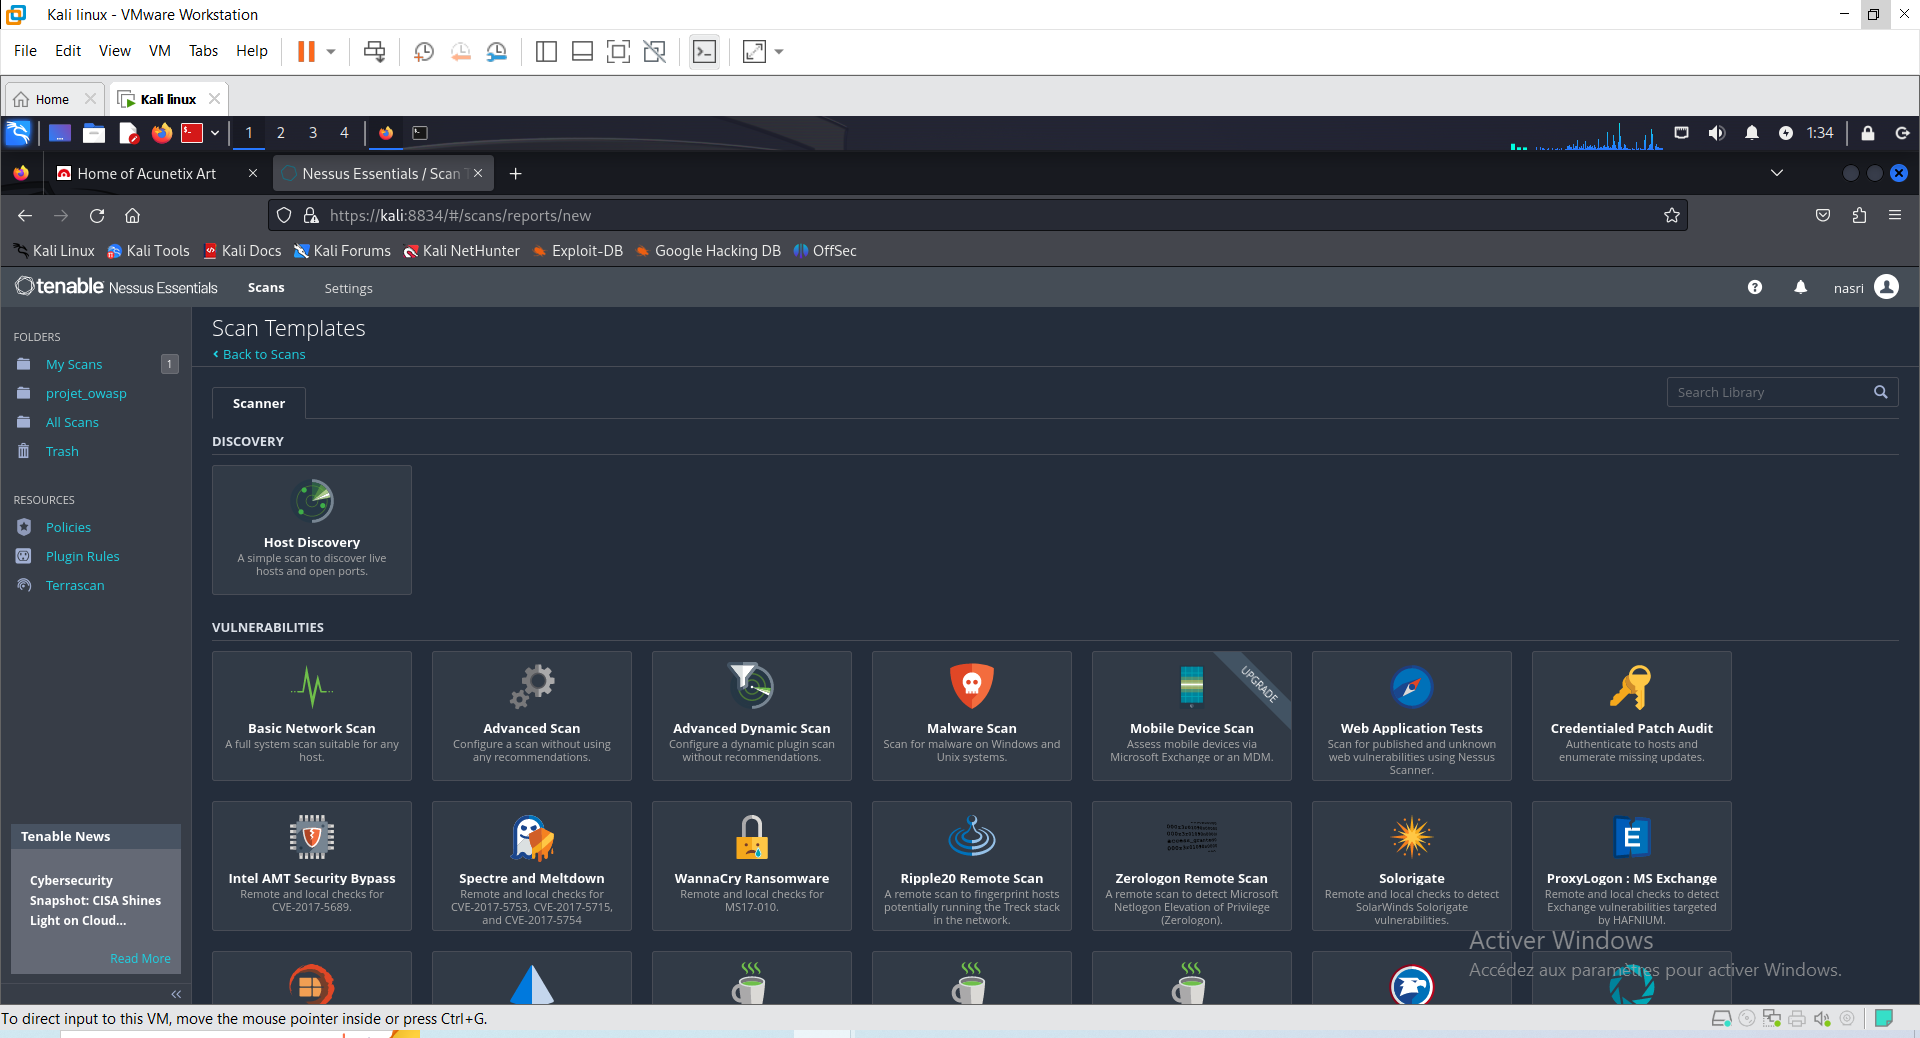 Kali linux - VMware Workstation
File Edit View VM Tabs Help
Home
Kali linux
1 2 3 4
1:34
Home of Acunetix Art
Nessus Essentials / Scan T
https://kali:8834/#/scans/reports/new
Kali Linux Kali Tools Kali Docs Kali Forums Kali NetHunter Exploit-DB Google Hacking DB OffSec
tenable Nessus Essentials Scans Settings nasri
FOLDERS
My Scans 1
projet_owasp
All Scans
Trash
RESOURCES
Policies
Plugin Rules
Terrascan
Tenable News
Cybersecurity
Snapshot: CISA Shines
Light on Cloud...
Read More
Scan Templates
Back to Scans
Scanner
Search Library
DISCOVERY
Host Discovery
A simple scan to discover live
hosts and open ports.
VULNERABILITIES
Basic Network Scan
A full system scan suitable for any
host.
Advanced Scan
Configure a scan without using
any recommendations.
Advanced Dynamic Scan
Configure a dynamic plugin scan
without recommendations.
Malware Scan
Scan for malware on Windows and
Unix systems.
UPGRADE
Mobile Device Scan
Assess mobile devices via
Microsoft Exchange or an MDM.
Web Application Tests
Scan for published and unknown
web vulnerabilities using Nessus
Scanner.
Credentialed Patch Audit
Authenticate to hosts and
enumerate missing updates.
Intel AMT Security Bypass
Remote and local checks for
CVE-2017-5689.
Spectre and Meltdown
Remote and local checks for
CVE-2017-5753, CVE-2017-5715,
and CVE-2017-5754
WannaCry Ransomware
Remote and local checks for
MS17-010.
Ripple20 Remote Scan
A remote scan to fingerprint hosts
potentially running the Treck stack
in the network.
Zerologon Remote Scan
A remote scan to detect Microsoft
Netlogon Elevation of Privilege
(Zerologon).
Solorigate
Remote and local checks to detect
SolarWinds Solorigate
vulnerabilities.
E
ProxyLogon : MS Exchange
Remote and local checks to detect
Exchange vulnerabilities targeted
by HAFNIUM.
Activer Windows
Accédez aux paramètres pour activer Windows.
To direct input to this VM, move the mouse pointer inside or press Ctrl+G.